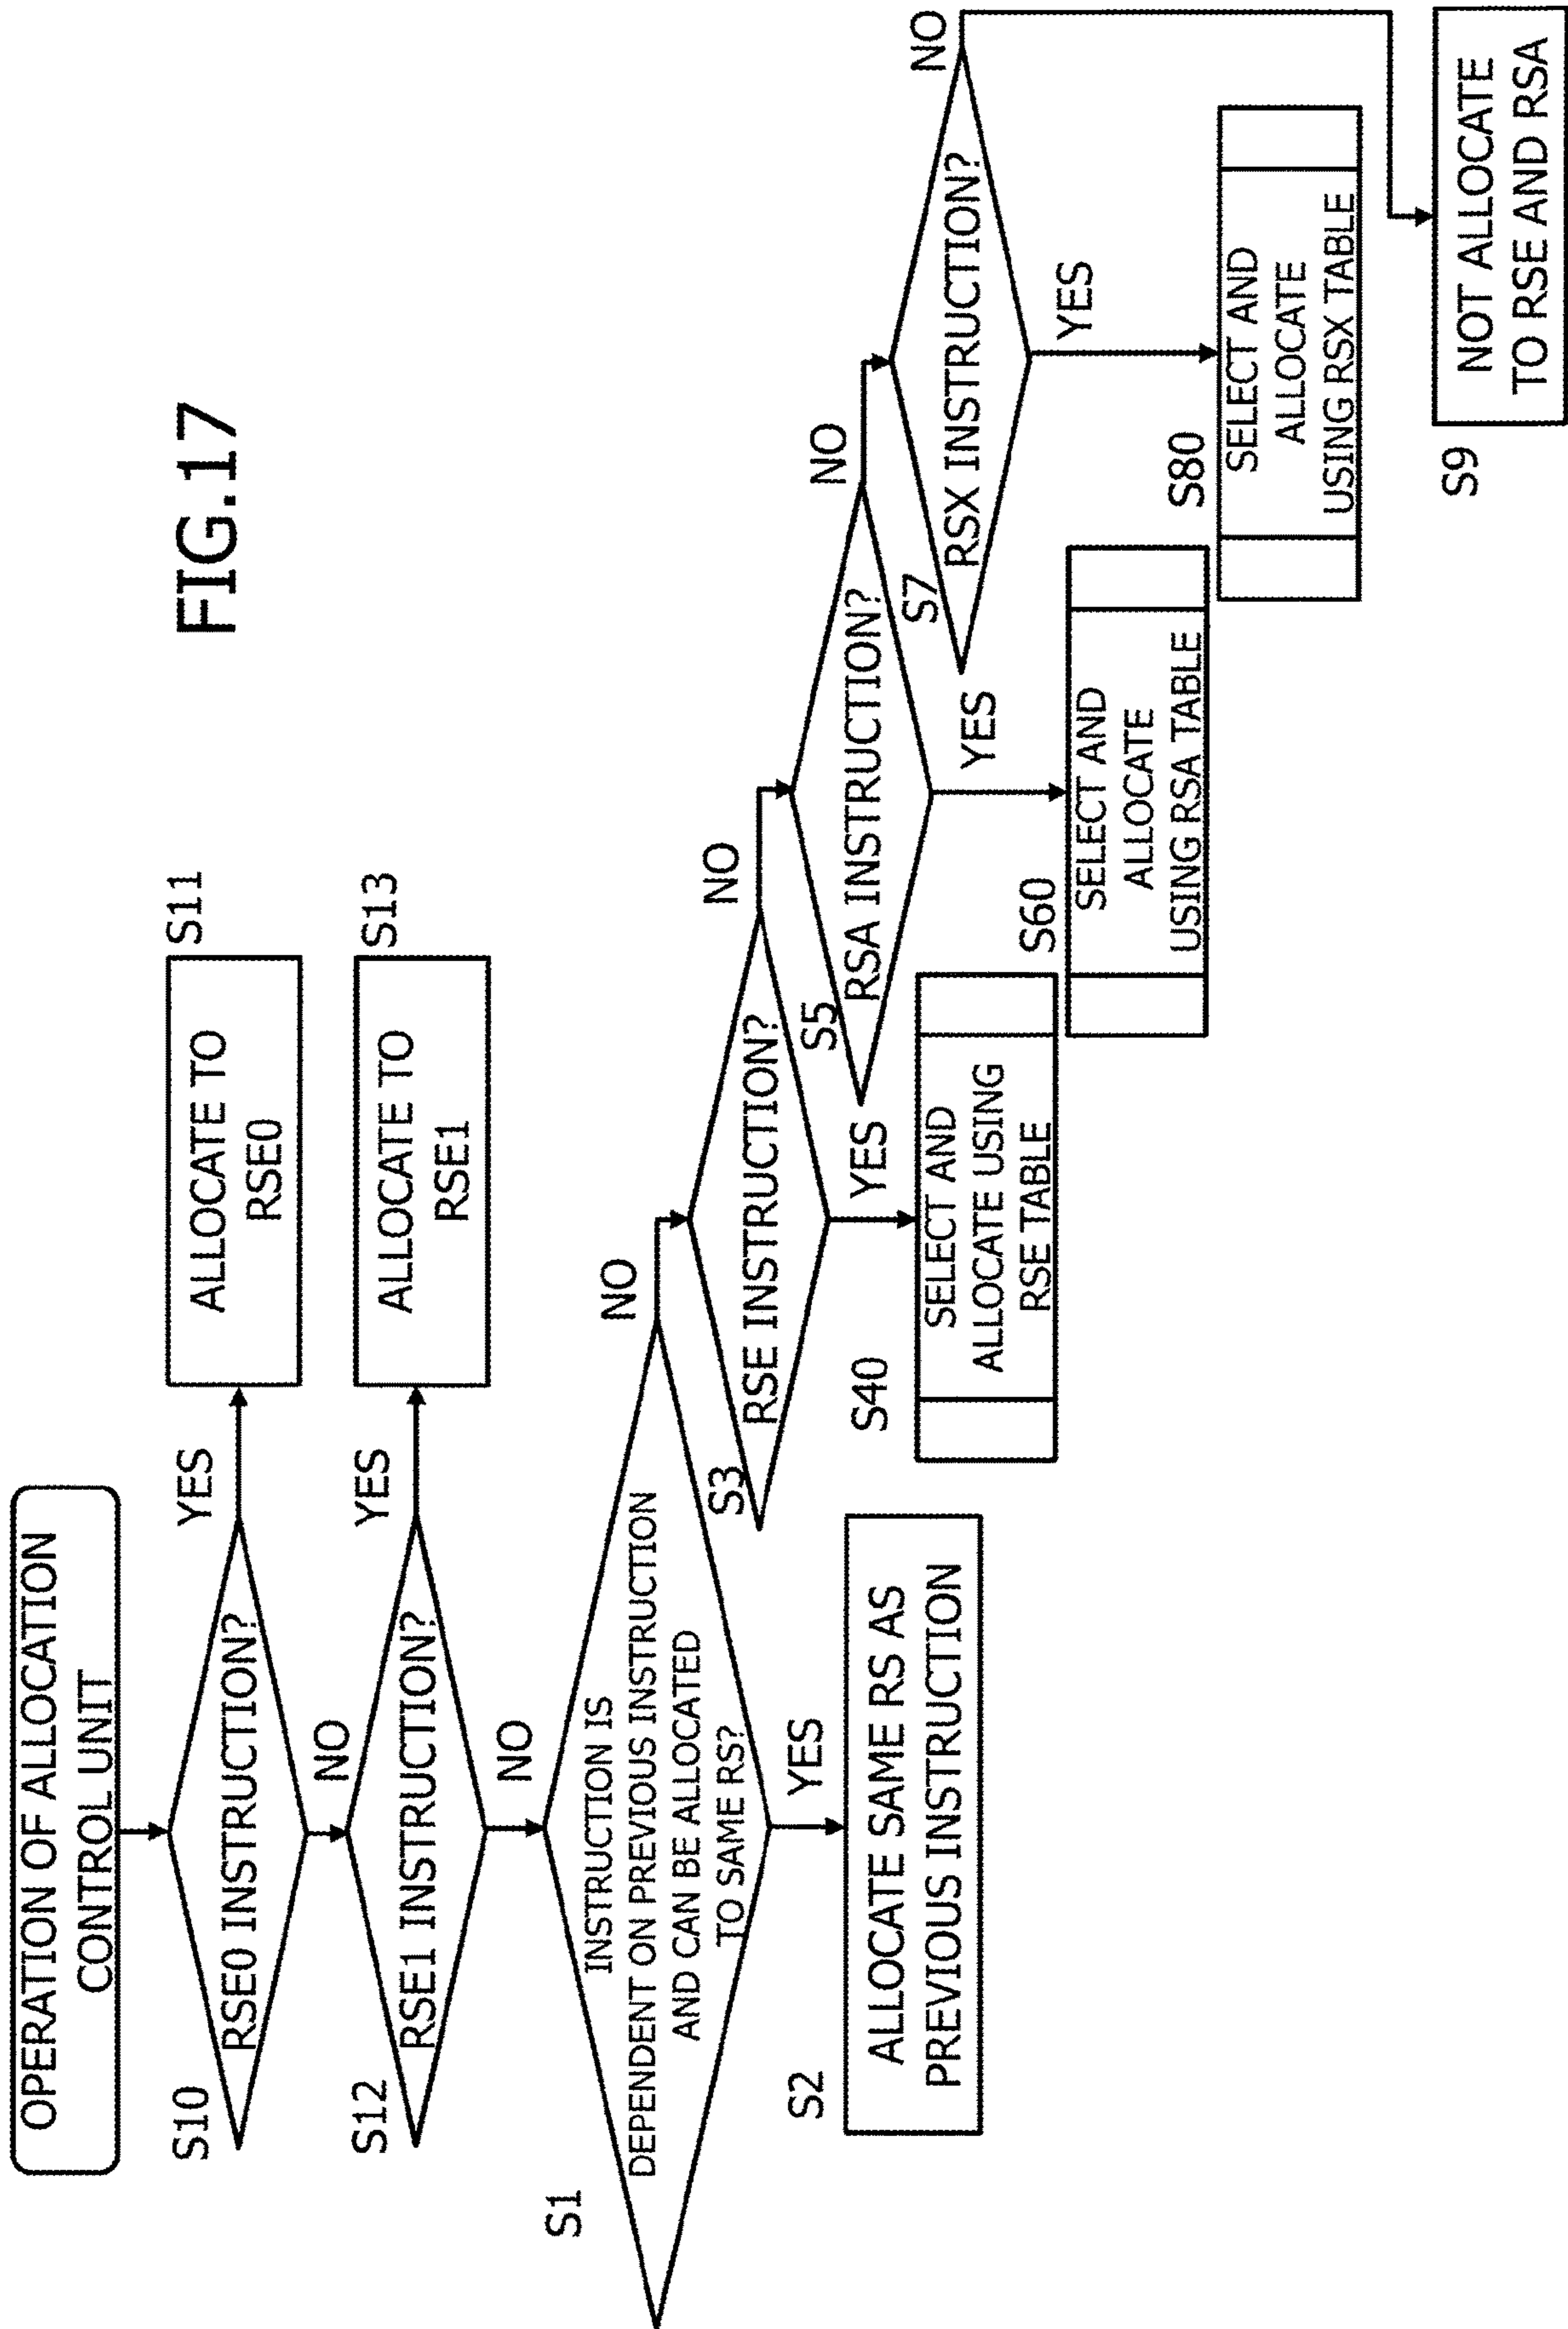 FIG.17
OPERATION OF ALLOCATION
CONTROL UNIT
S10
RSE0 INSTRUCTION?
YES
ALLOCATE TO
RSE0
S11
NO
S12
RSE1 INSTRUCTION?
YES
ALLOCATE TO
RSE1
S13
NO
S1
INSTRUCTION IS
DEPENDENT ON PREVIOUS INSTRUCTION
AND CAN BE ALLOCATED
TO SAME RS?
NO
YES
S2
ALLOCATE SAME RS AS
PREVIOUS INSTRUCTION
S3
RSE INSTRUCTION?
NO
YES
S40
SELECT AND
ALLOCATE USING
RSE TABLE
S5
RSA INSTRUCTION?
NO
YES
S60
SELECT AND
ALLOCATE
USING RSA TABLE
S7
RSX INSTRUCTION?
NO
YES
S80
SELECT AND
ALLOCATE
USING RSX TABLE
S9
NOT ALLOCATE
TO RSE AND RSA